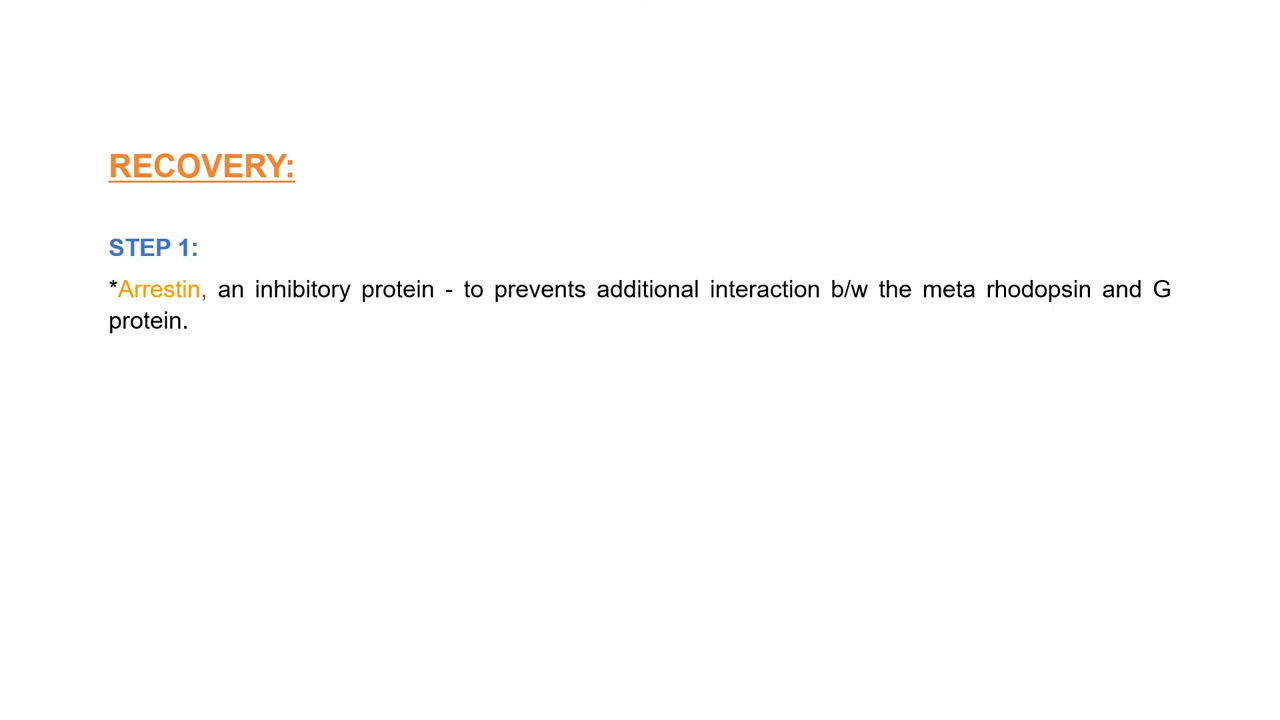 RECOVERY:
STEP 1:
*Arrestin, an inhibitory protein - to prevents additional interaction b/w the meta rhodopsin and G
protein.